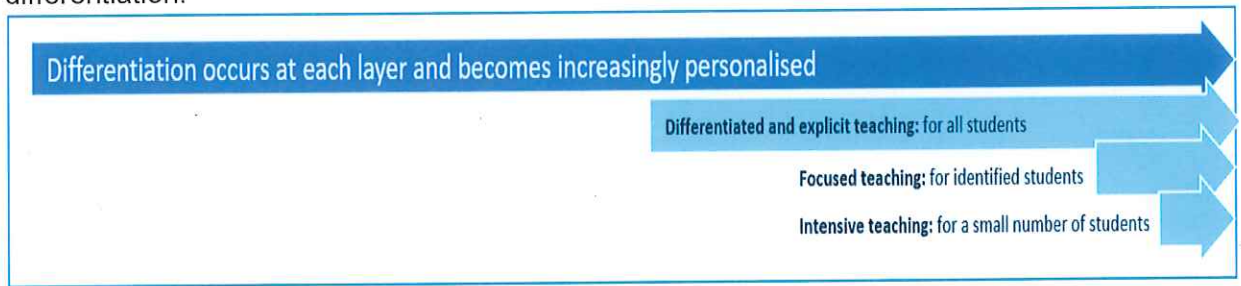 differentiation.
Differentiation occurs at each layer and becomes increasingly personalised
Differentiated and explicit teaching: for all students
Focused teaching: for identified students
Intensive teaching: for a small number of students